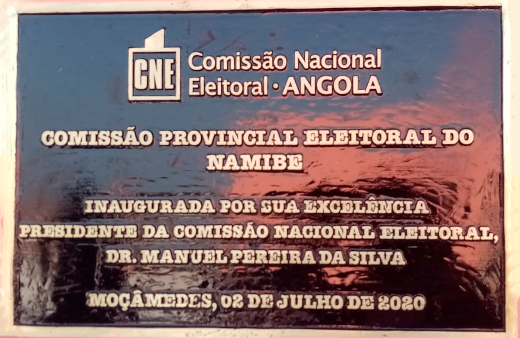 CNE
Comissão Nacional
Eleitoral · ANGOLA
COMISSÃO PROVINCIAL ELEITORAL DO
NAMIBE
INAUGURADA POR SUA EXCELÊNCIA
PRESIDENTE DA COMISSÃO NACIONAL ELEITORAL,
DR. MANUEL PEREIRA DA SILVA
MOÇÂMEDES, 02 DE JULHO DE 2020